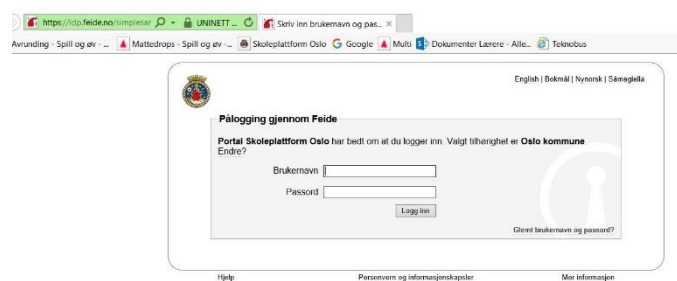 https://idp.feide.no/simplesar UNINETT ... Skriv inn brukernavn og pas...
Avrunding - Spill og øv - ... Mattedrops - Spill og øv -... Skoleplattform Oslo Google Multi Dokumenter Lærere - Alle... Teknobus
English | Bokmål | Nynorsk | Sámegiella
Pålogging gjennom Feide
Portal Skoleplattform Oslo har bedt om at du logger inn. Valgt tilhørighet er Oslo kommune
Endre?
Brukernavn
Passord
Logg inn
Glemt brukernavn og passord?
Hjelp Personvern og informasjonskapsler Mer informasjon